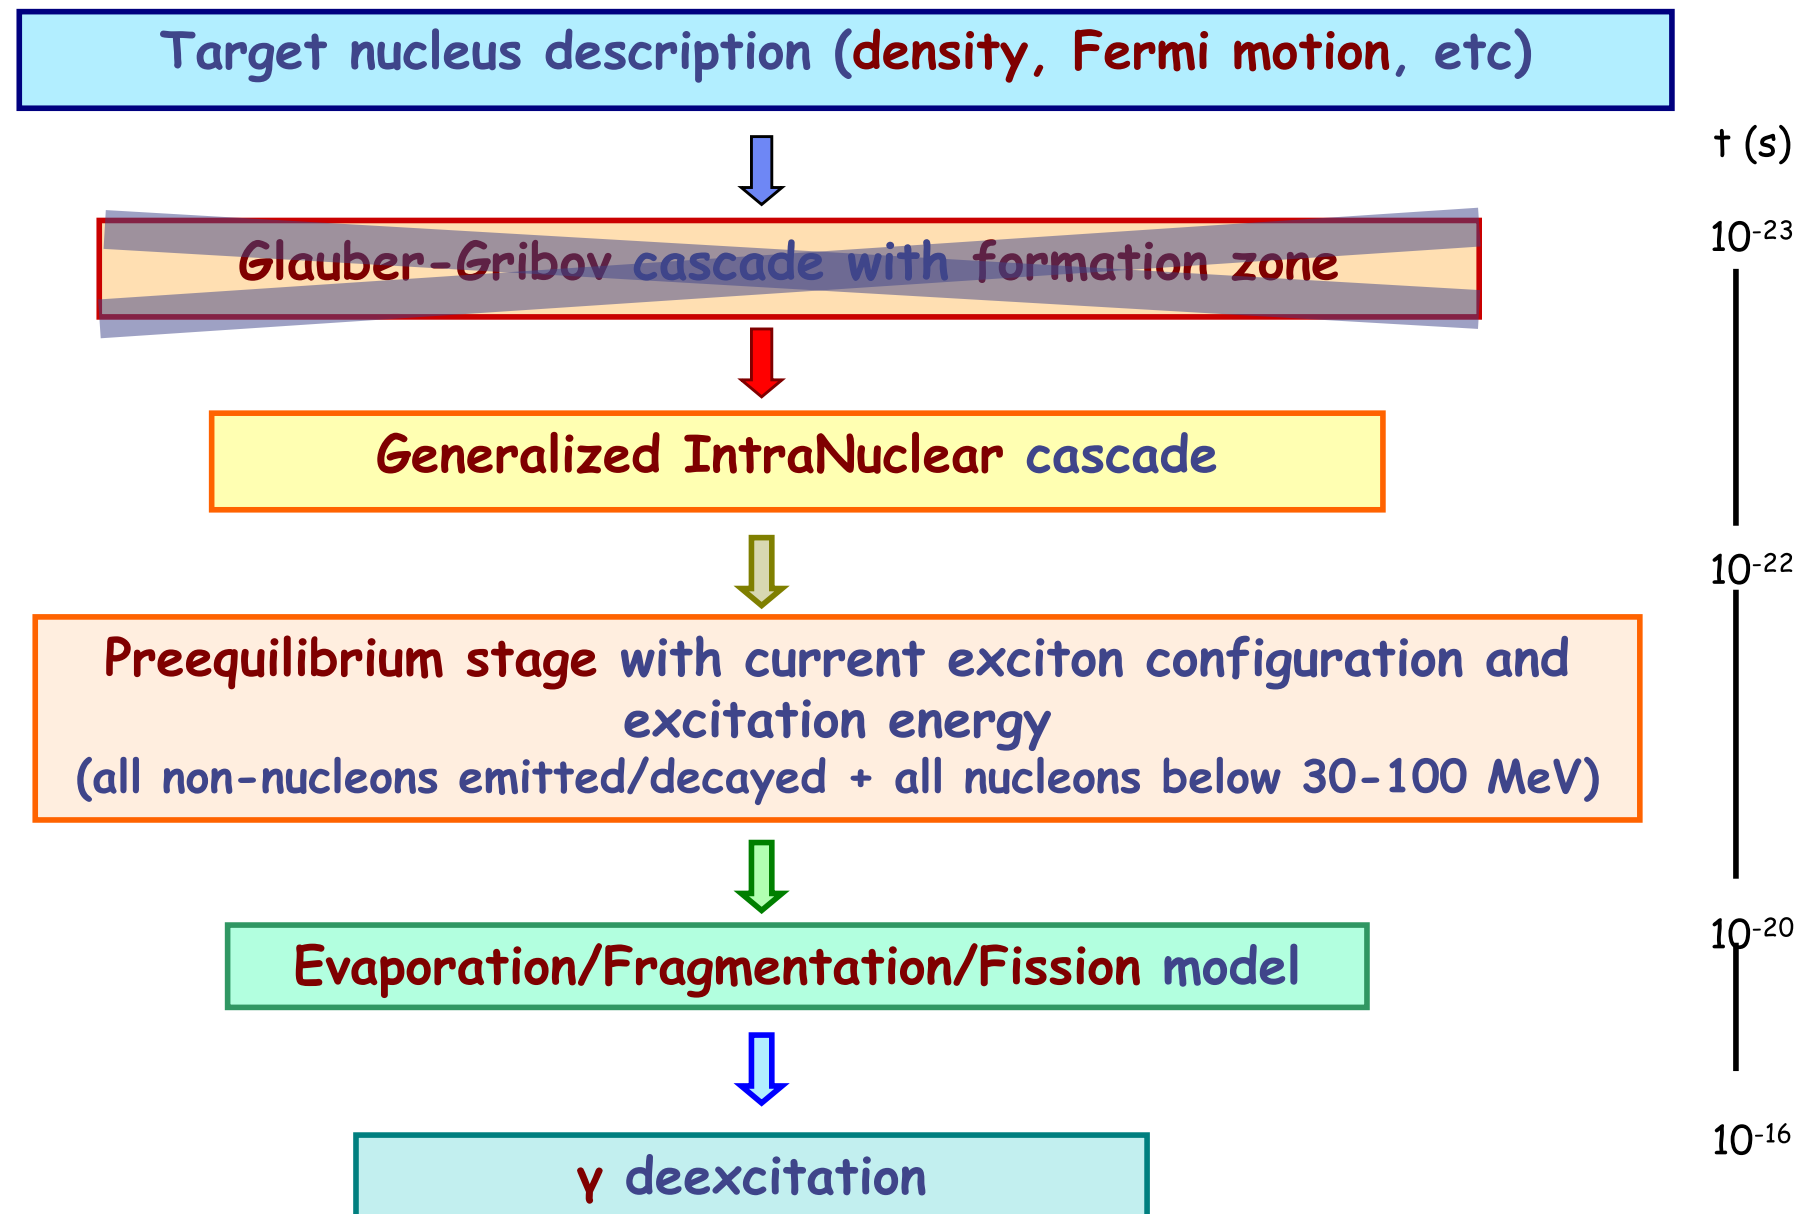 Target nucleus description (density, Fermi motion, etc)
t (s)
10⁻²³
Glauber-Gribov cascade with formation zone
Generalized IntraNuclear cascade
10⁻²²
Preequilibrium stage with current exciton configuration and
excitation energy
(all non-nucleons emitted/decayed + all nucleons below 30-100 MeV)
10⁻²⁰
Evaporation/Fragmentation/Fission model
10⁻¹⁶
γ deexcitation